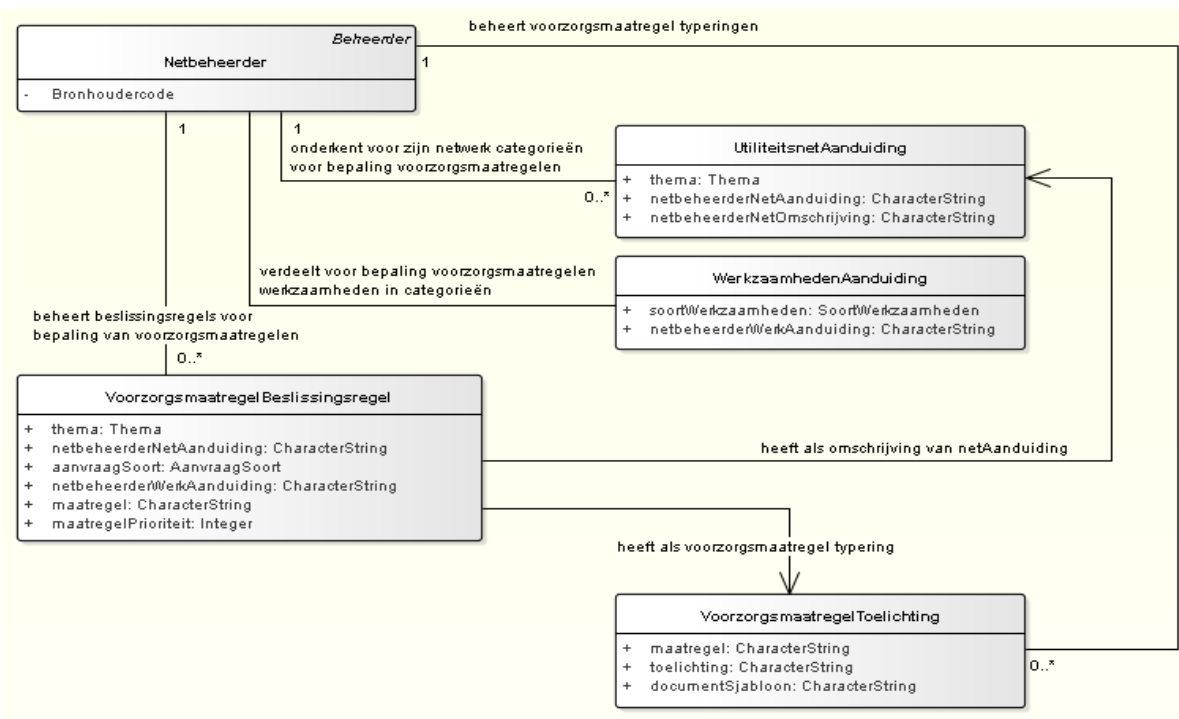 beheert voorzorgsmaatregel typeringen
Beheerder
Netbeheerder
- Bronhoudercode
1
1
1
onderkent voor zijn netwerk categorieën
voor bepaling voorzorgsmaatregelen
0..*
UtiliteitsnetAanduiding
+ thema: Thema
+ netbeheerderNetAanduiding: CharacterString
+ netbeheerderNetOmschrijving: CharacterString
verdeelt voor bepaling voorzorgsmaatregelen
werkzaamheden in categorieën
WerkzaamhedenAanduiding
+ soortWerkzaamheden: SoortWerkzaamheden
+ netbeheerderWerkAanduiding: CharacterString
beheert beslissingsregels voor
bepaling van voorzorgsmaatregelen
0..*
VoorzorgsmaatregelBeslissingsregel
+ thema: Thema
+ netbeheerderNetAanduiding: CharacterString
+ aanvraagSoort: AanvraagSoort
+ netbeheerderWerkAanduiding: CharacterString
+ maatregel: CharacterString
+ maatregelPrioriteit: Integer
heeft als omschrijving van netAanduiding
heeft als voorzorgsmaatregel typering
VoorzorgsmaatregelToelichting
+ maatregel: CharacterString
+ toelichting: CharacterString
+ documentSjabloon: CharacterString
0..*